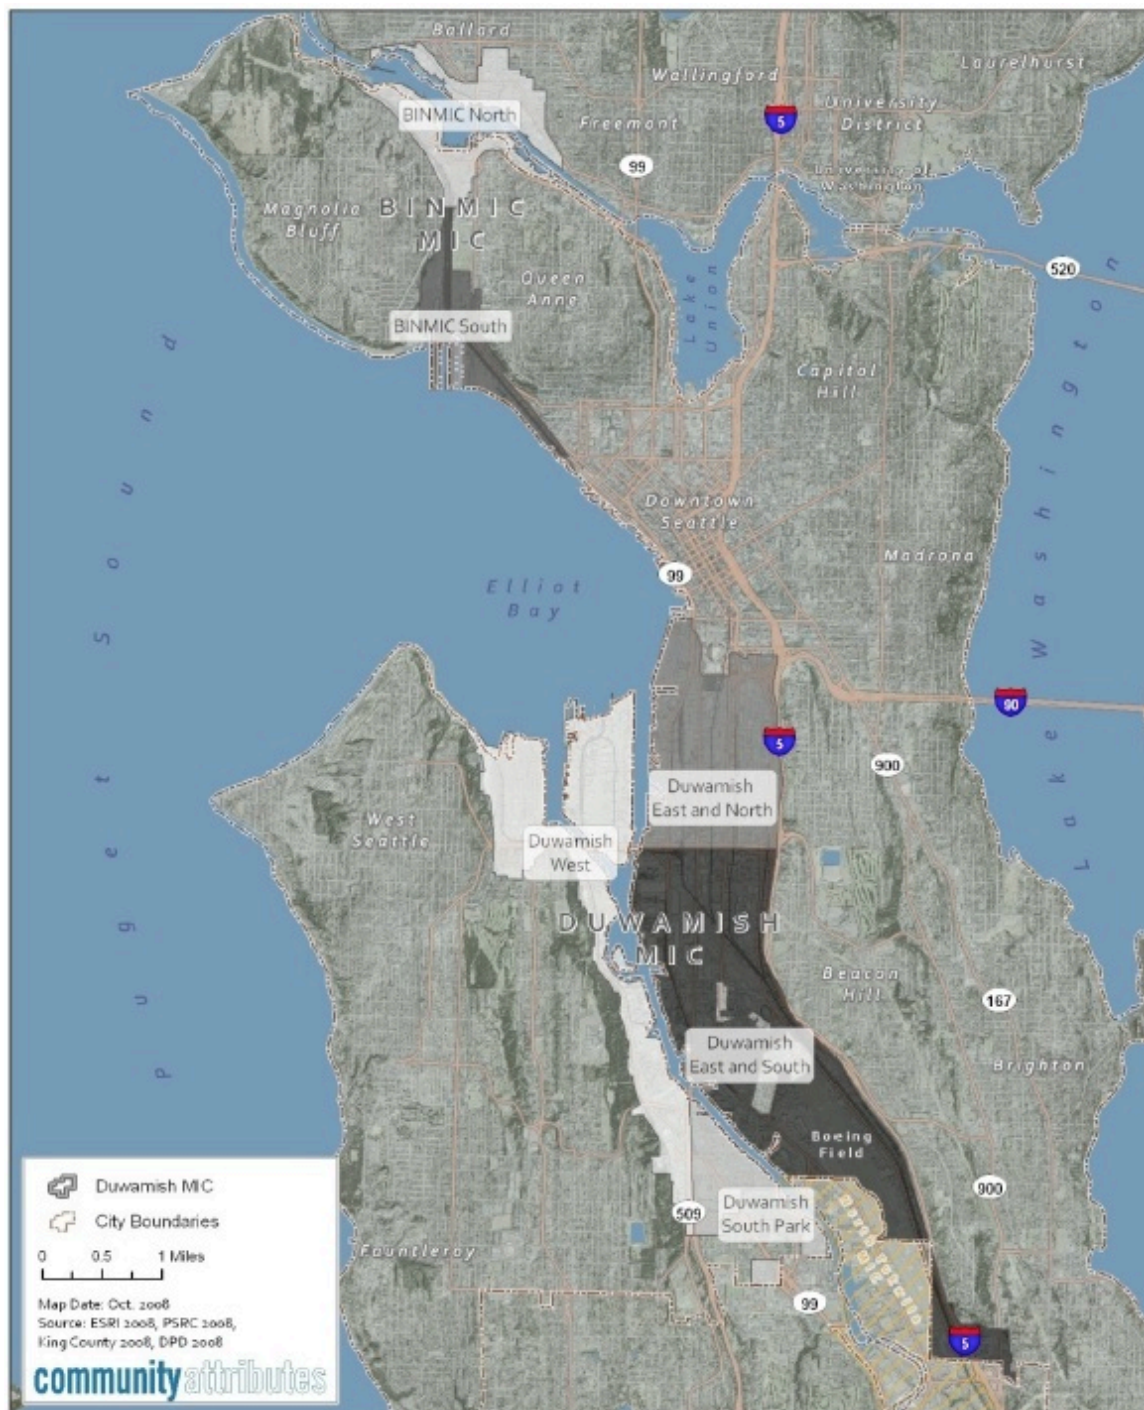 Ballard
Wallingford
Laurelhurst
BINMIC North
Freemont
5
University
District
99
University of
Washington
Magnolia
Bluff
BINMIC
MIC
Queen
Anne
520
Lake
Union
BINMIC South
Capitol
Hill
Puget Sound
Lake Washington
Downtown
Seattle
Madrona
99
Elliot
Bay
90
5
900
Duwamish
East and North
West
Seattle
Duwamish
West
DUWAMISH
MIC
Beacon
Hill
167
Duwamish
East and South
Brighton
Boeing
Field
900
Duwamish
South Park
509
North Tukwila
MIC
Fauntleroy
99
5
Duwamish MIC
City Boundaries
0 0.5 1 Miles
Map Date: Oct. 2008
Source: ESRI 2008, PSRC 2008,
King County 2008, DPD 2008
communityattributes